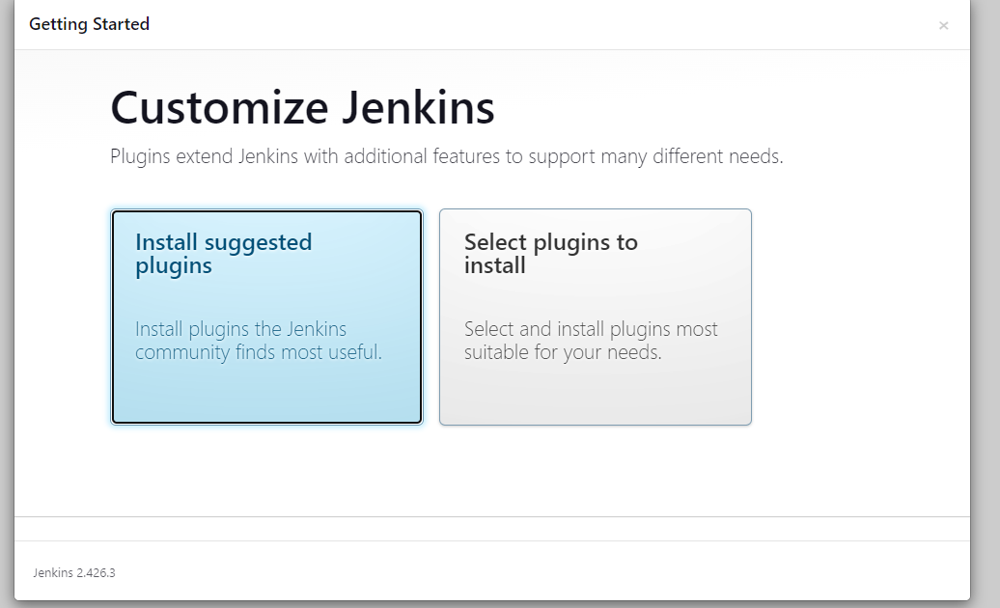 Getting Started
×
Customize Jenkins
Plugins extend Jenkins with additional features to support many different needs.
Install suggested
plugins
Install plugins the Jenkins
community finds most useful.
Select plugins to
install
Select and install plugins most
suitable for your needs.
Jenkins 2.426.3